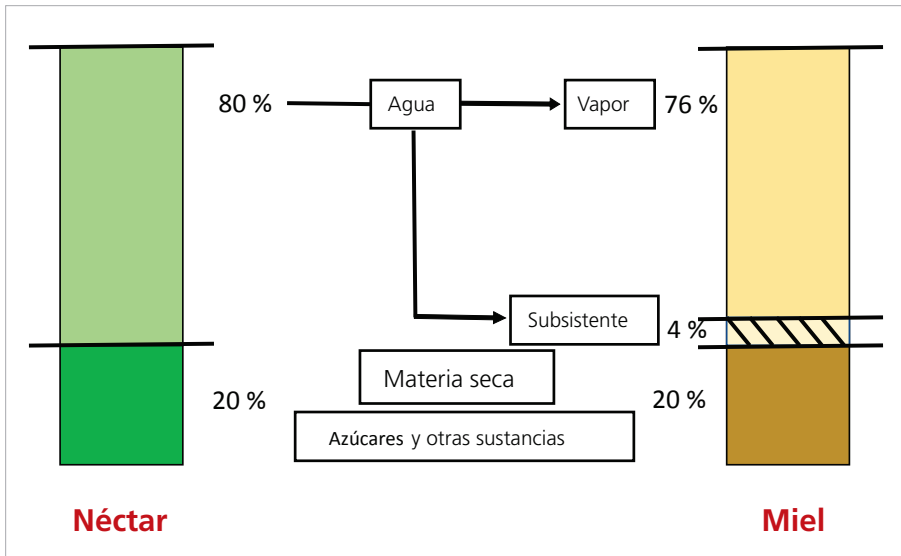 80 %
Agua
Vapor
76 %
Subsistente
4 %
Materia seca
20 %
20 %
Azúcares y otras sustancias
Néctar
Miel